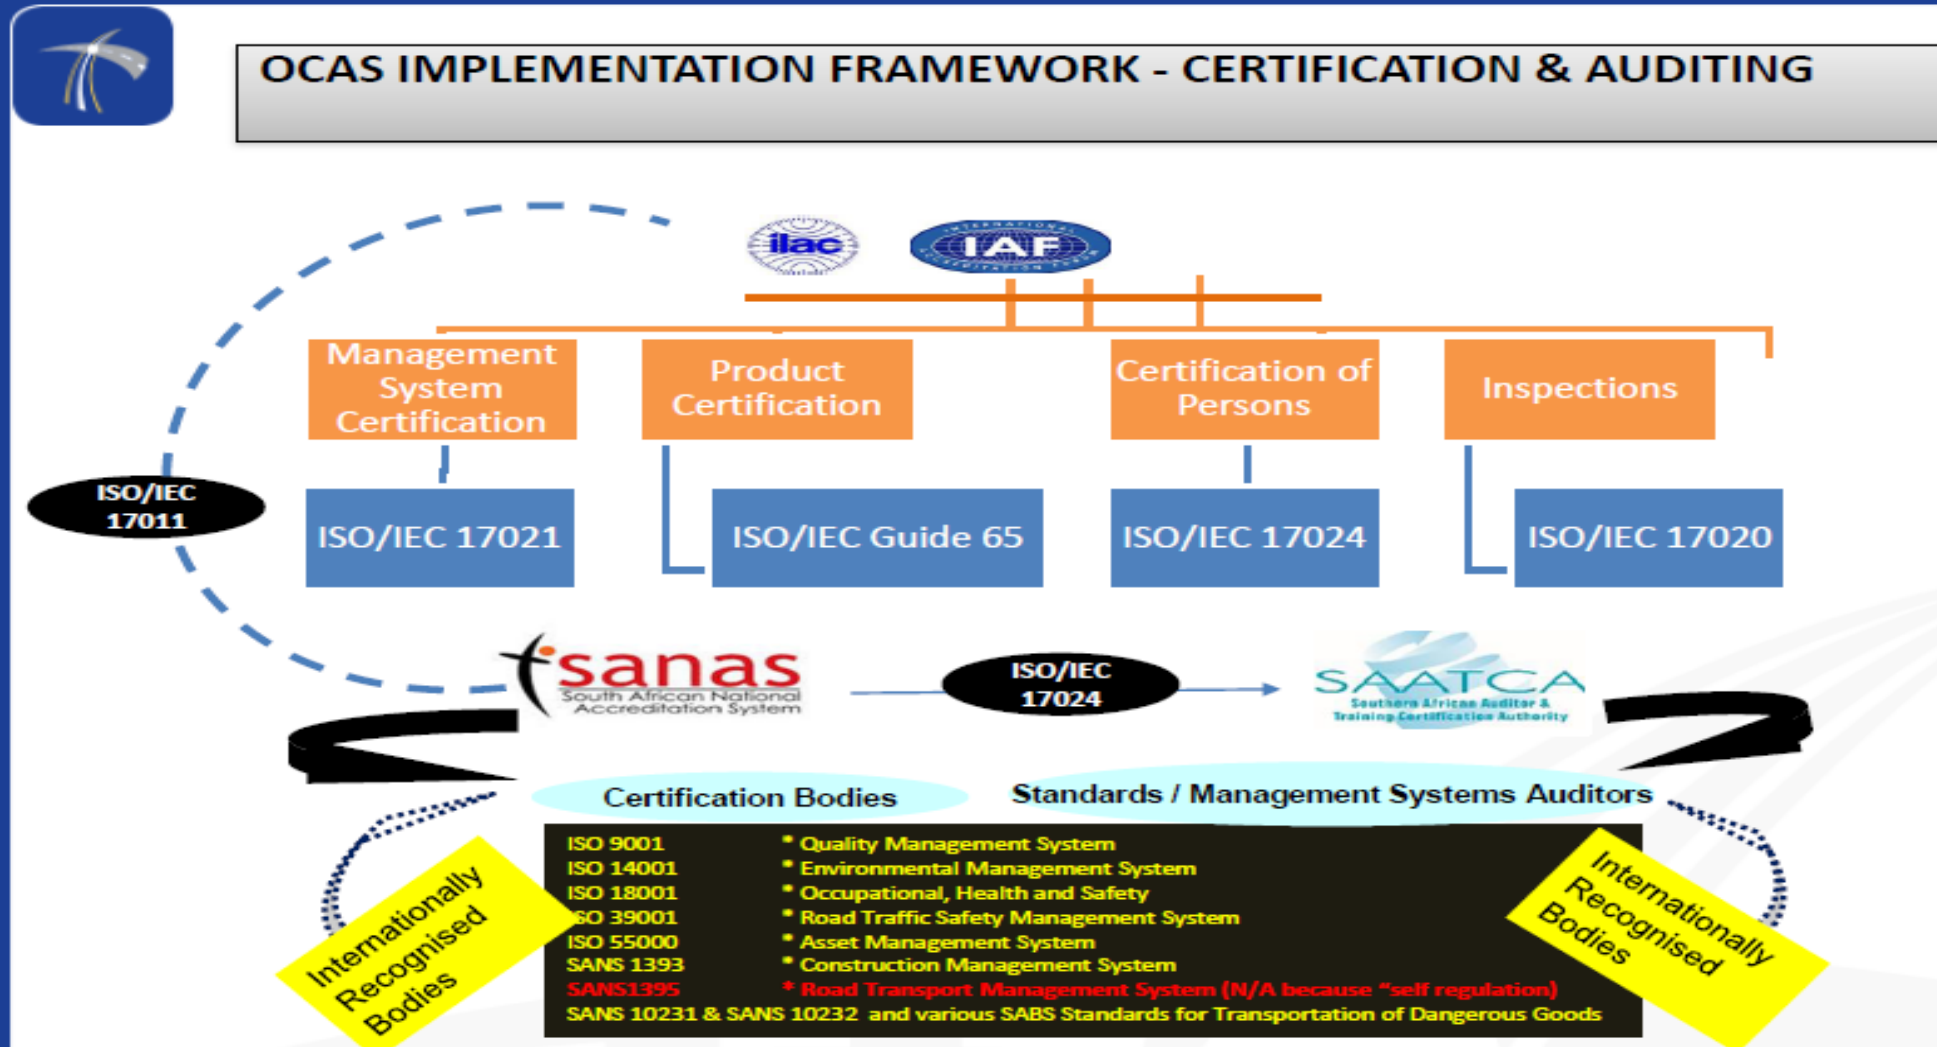 OCAS IMPLEMENTATION FRAMEWORK - CERTIFICATION & AUDITING
ilac
INTERNATIONAL
IAF
ACCREDITATION FORUM
Management
System
Certification
Product
Certification
Certification of
Persons
Inspections
ISO/IEC
17011
ISO/IEC 17021
ISO/IEC Guide 65
ISO/IEC 17024
ISO/IEC 17020
sanas
South African National
Accreditation System
ISO/IEC
17024
SAATCA
Southern African Auditor &
Training Certification Authority
Certification Bodies
Standards / Management Systems Auditors
ISO 9001 * Quality Management System
ISO 14001 * Environmental Management System
ISO 18001 * Occupational, Health and Safety
SO 39001 * Road Traffic Safety Management System
ISO 55000 * Asset Management System
SANS 1393 * Construction Management System
SANS1395 * Road Transport Management System (N/A because “self regulation)
SANS 10231 & SANS 10232 and various SABS Standards for Transportation of Dangerous Goods
Internationally
Recognised
Bodies
Internationally
Recognised
Bodies